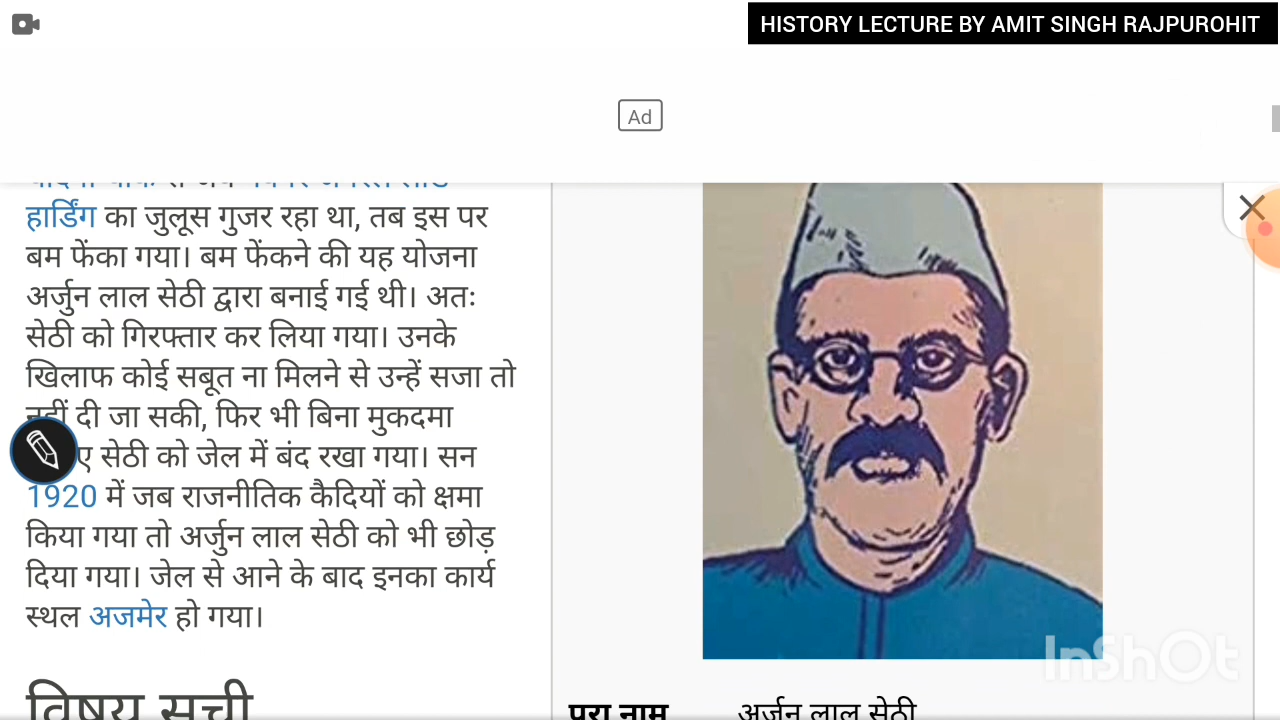 HISTORY LECTURE BY AMIT SINGH RAJPUROHIT
Ad
हार्डिंग का जुलूस गुजर रहा था, तब इस पर
बम फेंका गया। बम फेंकने की यह योजना
अर्जुन लाल सेठी द्वारा बनाई गई थी। अतः
सेठी को गिरफ्तार कर लिया गया। उनके
खिलाफ कोई सबूत ना मिलने से उन्हें सजा तो
नहीं दी जा सकी, फिर भी बिना मुकदमा
सेठी को जेल में बंद रखा गया। सन
1920 में जब राजनीतिक कैदियों को क्षमा
किया गया तो अर्जुन लाल सेठी को भी छोड़
दिया गया। जेल से आने के बाद इनका कार्य
स्थल अजमेर हो गया।
विषय सूची
पूरा नाम अर्जुन लाल सेठी
InShOt